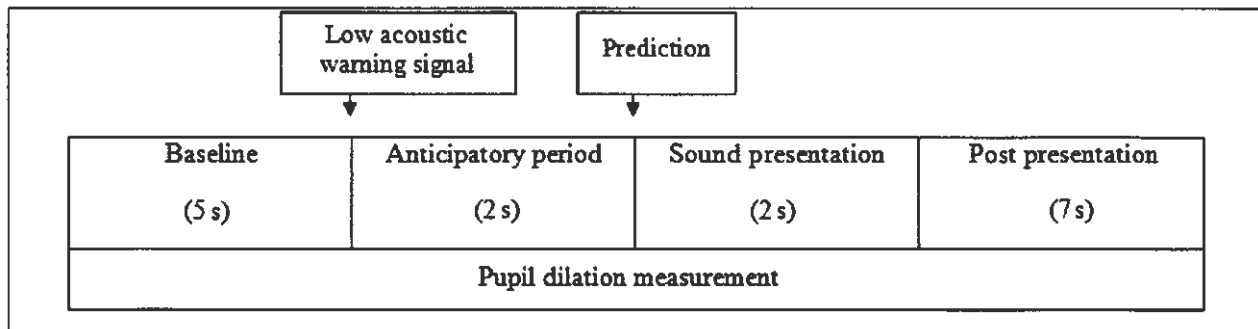 Low acoustic
warning signal
Prediction
Baseline
(5 s)
Anticipatory period
(2 s)
Sound presentation
(2 s)
Post presentation
(7 s)
Pupil dilation measurement